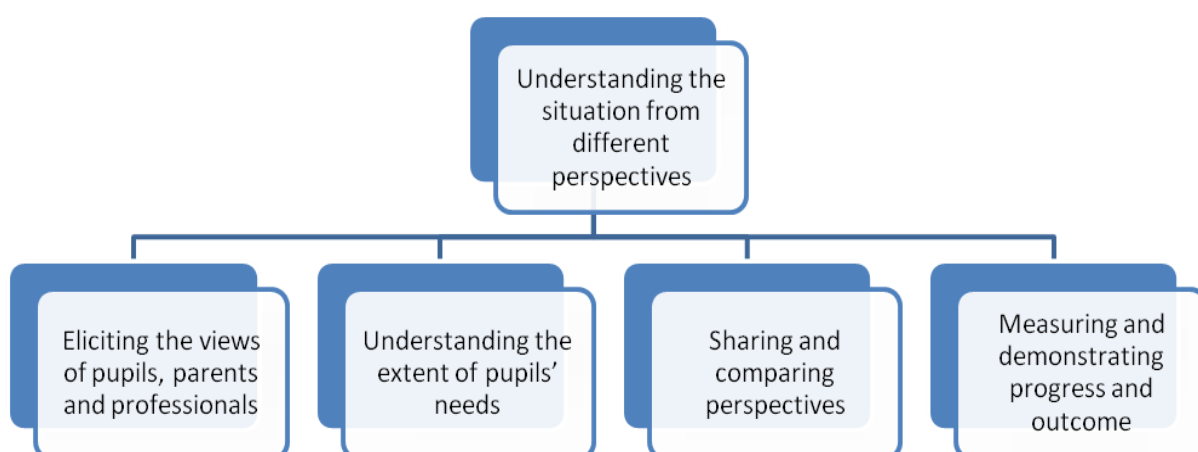 Understanding the
situation from
different
perspectives
Eliciting the views
of pupils, parents
and professionals
Understanding the
extent of pupils’
needs
Sharing and
comparing
perspectives
Measuring and
demonstrating
progress and
outcome